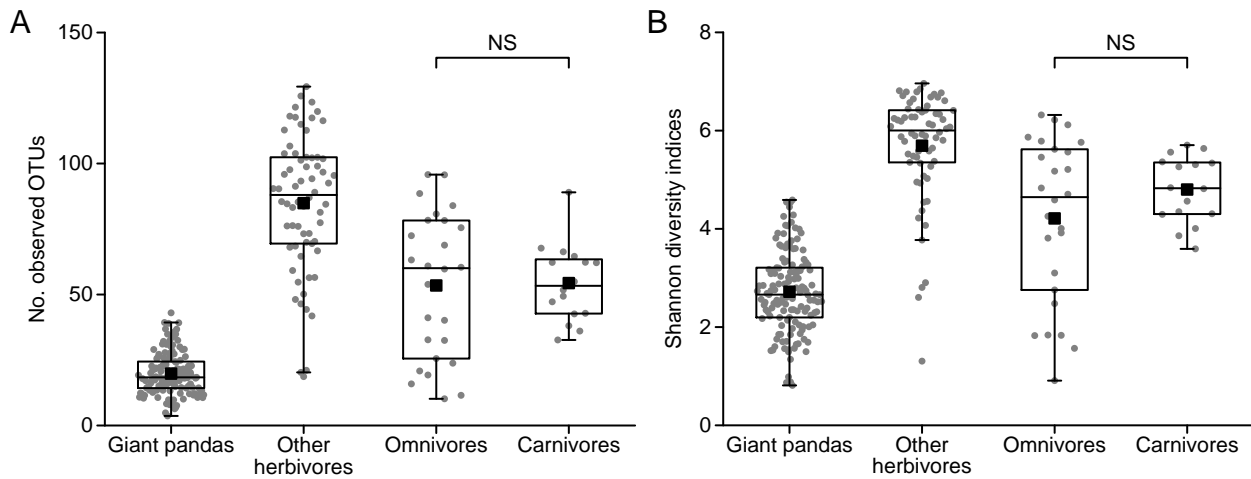 A
150
100
50
0
No. observed OTUs
NS
Giant pandas
Other
herbivores
Omnivores
Carnivores
B
8
6
4
2
0
Shannon diversity indices
NS
Giant pandas
Other
herbivores
Omnivores
Carnivores